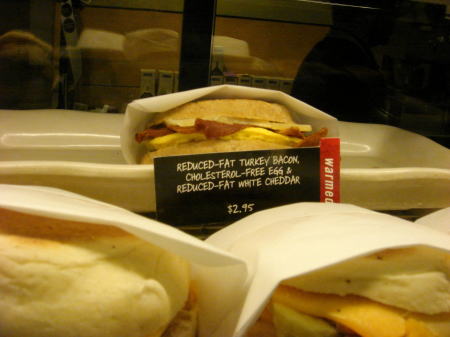 REDUCED-FAT TURKEY BACON,
CHOLESTEROL-FREE EGG &
REDUCED-FAT WHITE CHEDDAR
$2.95
warmed